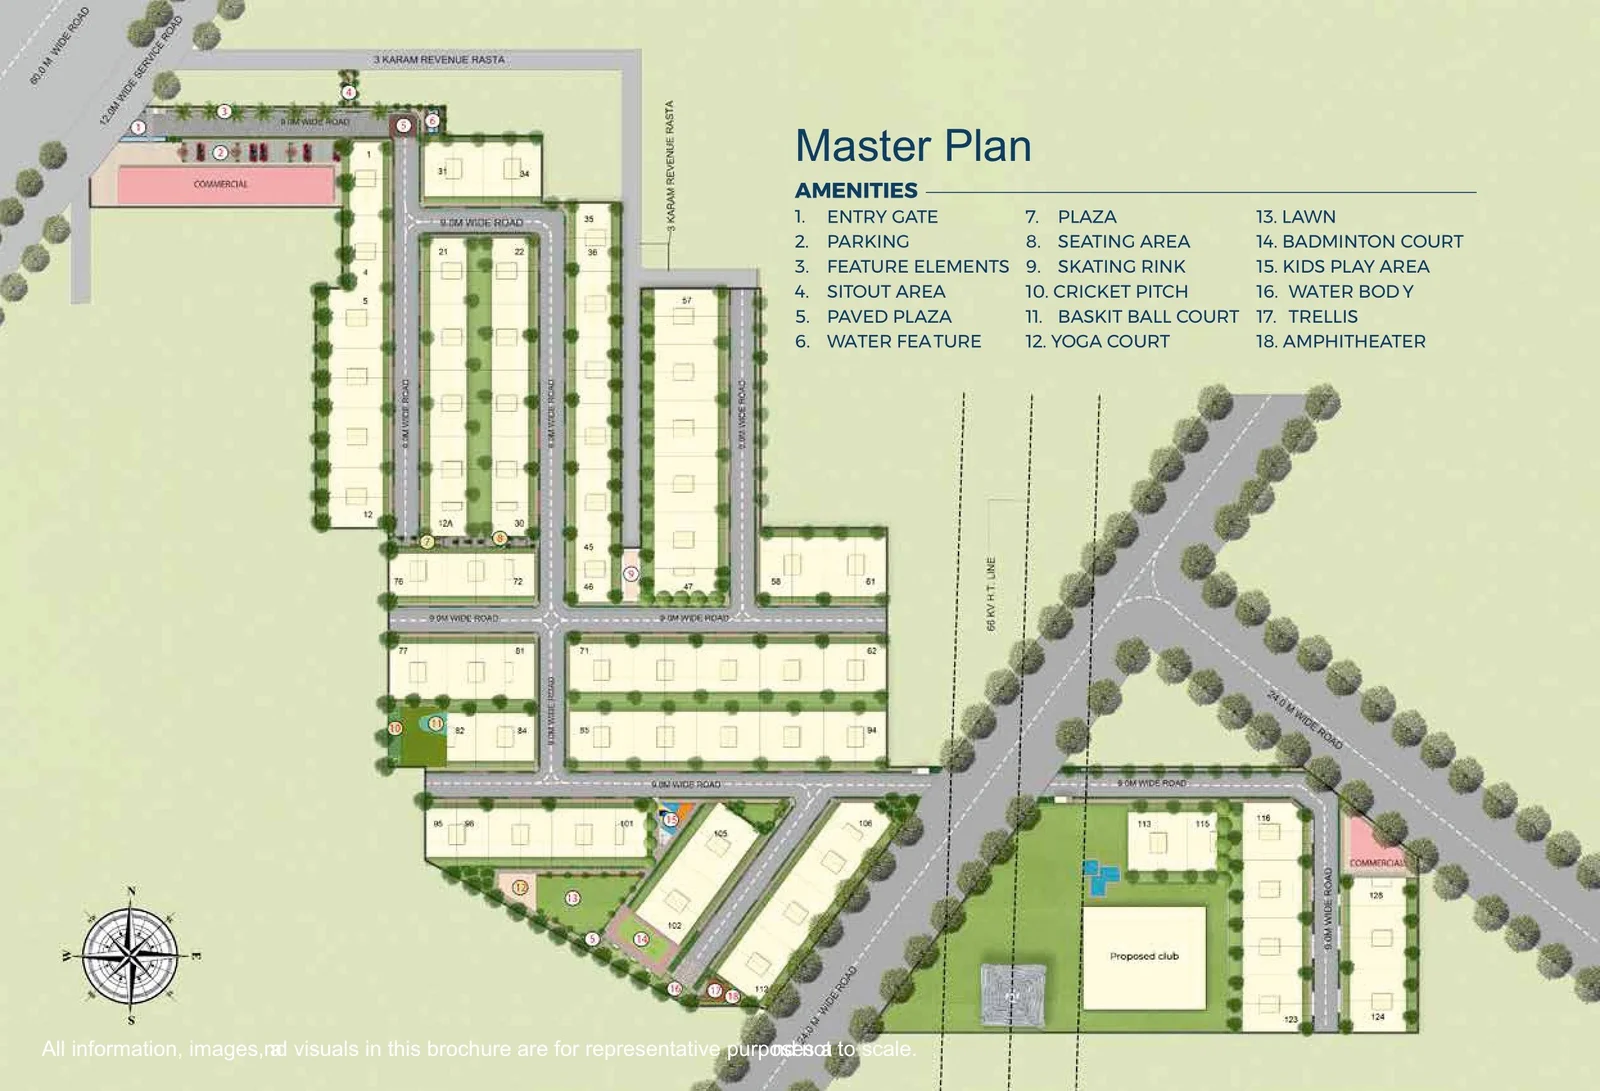 60.0 M WIDE ROAD
12.0M WIDE SERVICE ROAD
3 KARAM REVENUE RASTA
3 KARAM REVENUE RASTA
4
3
9.0M WIDE ROAD
1
5
6
2
COMMERCIAL
1
31
34
Master Plan
AMENITIES
1. ENTRY GATE
2. PARKING
3. FEATURE ELEMENTS
4. SITOUT AREA
5. PAVED PLAZA
6. WATER FEATURE
7. PLAZA
8. SEATING AREA
9. SKATING RINK
10. CRICKET PITCH
11. BASKIT BALL COURT
12. YOGA COURT
13. LAWN
14. BADMINTON COURT
15. KIDS PLAY AREA
16. WATER BODY
17. TRELLIS
18. AMPHITHEATER
9.0M WIDE ROAD
35
36
21
22
4
5
57
9.0M WIDE ROAD
9.0M WIDE ROAD
9.0M WIDE ROAD
12
12A
30
7
8
45
46
9
47
76
72
58
61
66 KV H.T. LINE
9.0M WIDE ROAD
9.0M WIDE ROAD
77
81
71
62
9.0M WIDE ROAD
10
11
82
84
85
94
24.0 M WIDE ROAD
9.0M WIDE ROAD
9.0M WIDE ROAD
95
96
101
15
105
106
113
115
116
COMMERCIAL
12
13
102
5
14
16
17
18
112
Proposed club
9.0M WIDE ROAD
128
123
124
24.0 M WIDE ROAD
N
W
E
S
All information, images, and visuals in this brochure are for representative purposes and not to scale.